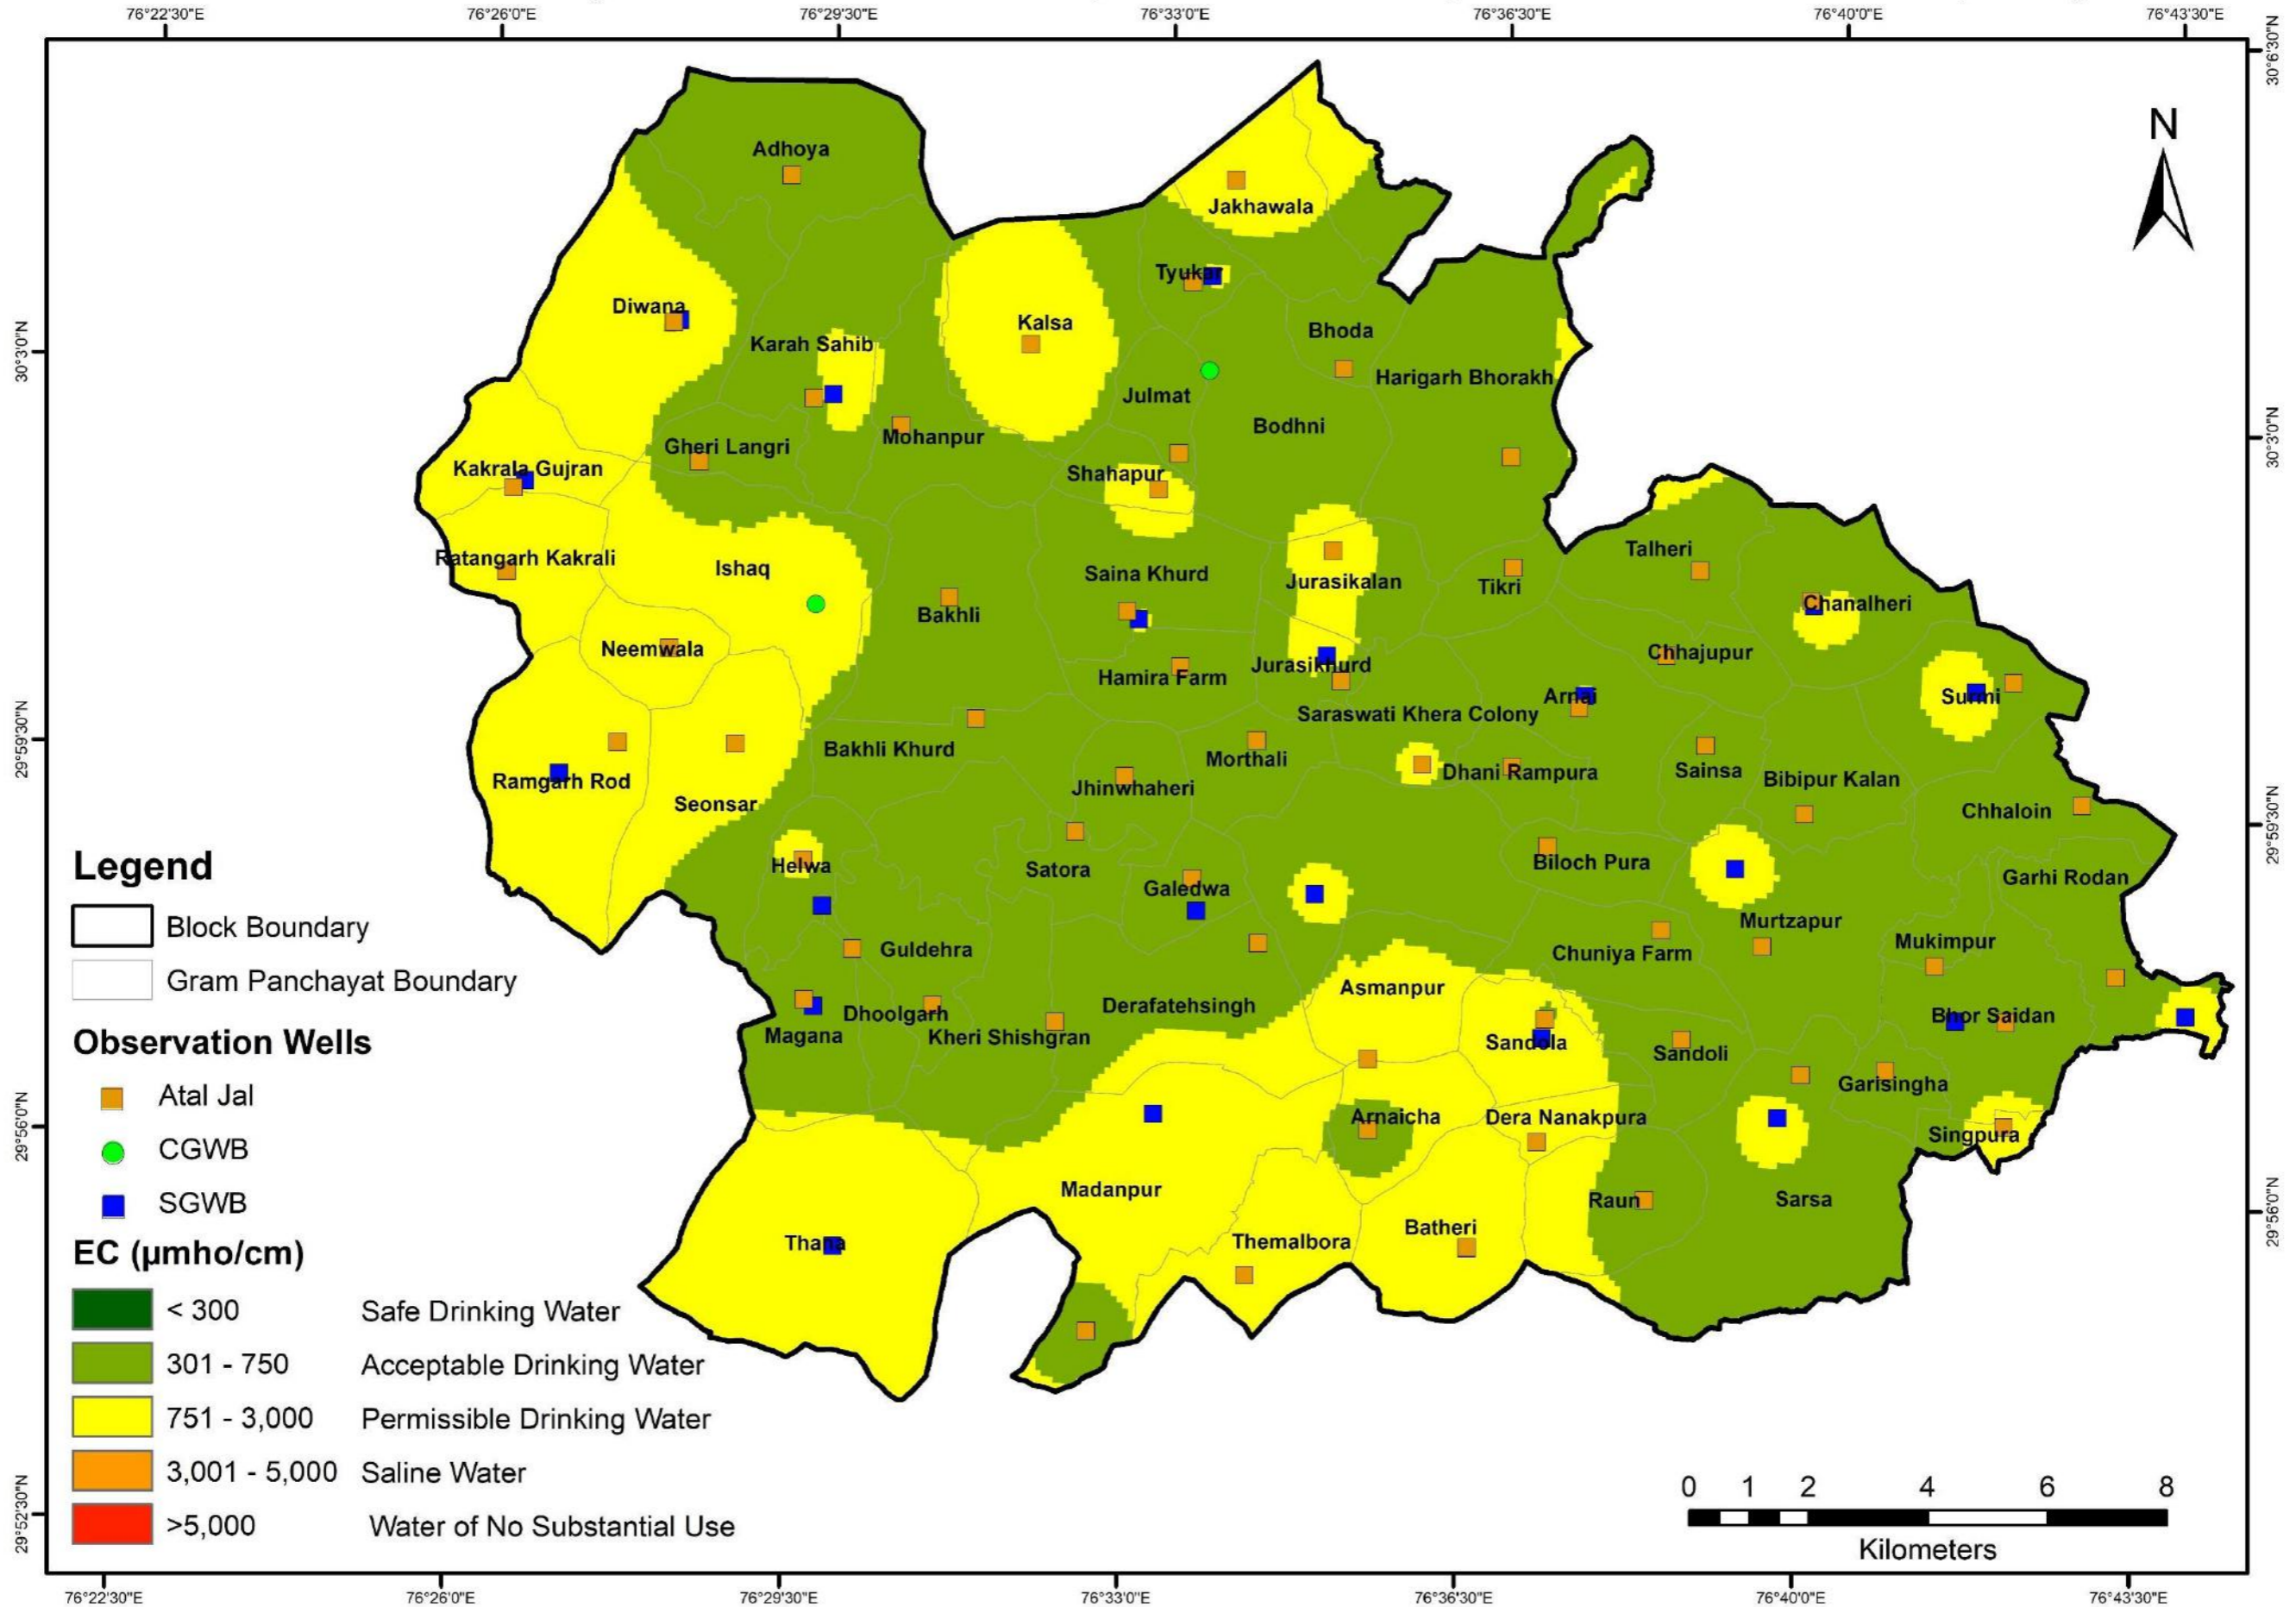 76°22'30"E 76°26'0"E 76°29'30"E 76°33'0"E 76°36'30"E 76°40'0"E 76°43'30"E
30°6'30"N
N
Adhoya
Jakhawala
Tyukar
Diwana
Kalsa
Bhoda
Karah Sahib
30°3'0"N
Harigarh Bhorakh
Julmat
Bodhni
Mohanpur
Gheri Langri
30°3'0"N
Kakrala Gujran
Shahapur
Talheri
Ratangarh Kakrali
Ishaq
Saina Khurd
Jurasikalan
Tikri
Chanalheri
Bakhli
Neemwala
Chhajupur
Jurasikhurd
Hamira Farm
Arnai
Surmi
Saraswati Khera Colony
29°59'30"N
Bakhli Khurd
Morthali
Dhani Rampura
Sainsa
Bibipur Kalan
Ramgarh Rod
Jhinwhaheri
Seonsar
Chhaloin
29°59'30"N
Helwa
Satora
Biloch Pura
Garhi Rodan
Galedwa
Murtzapur
Mukimpur
Guldehra
Chuniya Farm
Asmanpur
Derafatehsingh
Dhoolgarh
Bhor Saidan
Magana
Kheri Shishgran
Sandola
Sandoli
Garisingha
Arnaicha
Dera Nanakpura
29°56'0"N
Singpura
Madanpur
Raun
Sarsa
29°56'0"N
Batheri
Thana
Themalbora
Legend
Block Boundary
Gram Panchayat Boundary
Observation Wells
Atal Jal
CGWB
SGWB
EC (µmho/cm)
< 300 Safe Drinking Water
301 - 750 Acceptable Drinking Water
751 - 3,000 Permissible Drinking Water
3,001 - 5,000 Saline Water
>5,000 Water of No Substantial Use
29°52'30"N
0 1 2 4 6 8
Kilometers
76°22'30"E 76°26'0"E 76°29'30"E 76°33'0"E 76°36'30"E 76°40'0"E 76°43'30"E